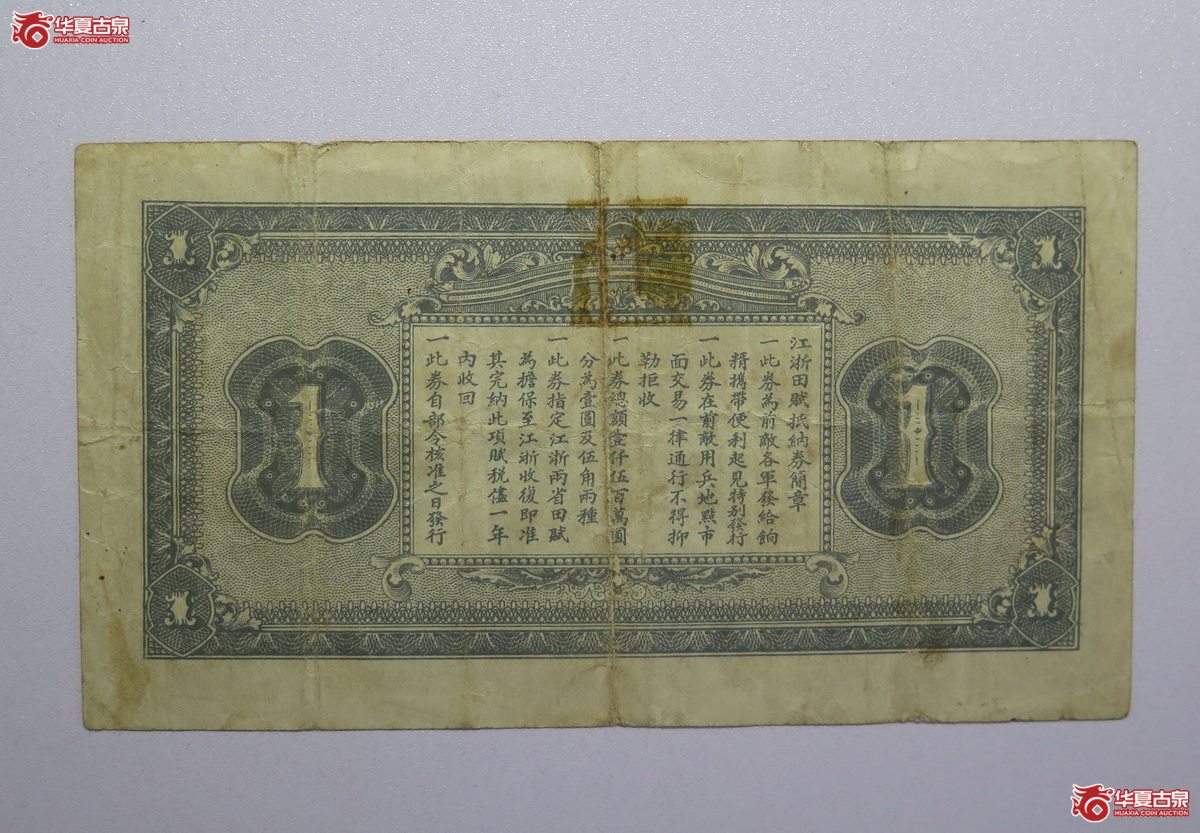 华夏古泉
HUAXIA COIN AUCTION
江浙田賦抵納券簡章
一此券為前敵各軍發給餉
糈攜帶便利起見特別發行
一此券在前敵用兵地點市
面交易一律通行不得抑
勒拒收
一此券總額壹仟伍百萬圓
分為壹圓及伍角兩種
一此券指定江浙兩省田賦
為擔保至江浙收復即准
其完納此項賦稅儘一年
內收回
一此券自部令核准之日發行
1
1
1
1
1
1
华夏古泉
HUAXIA COIN AUCTION